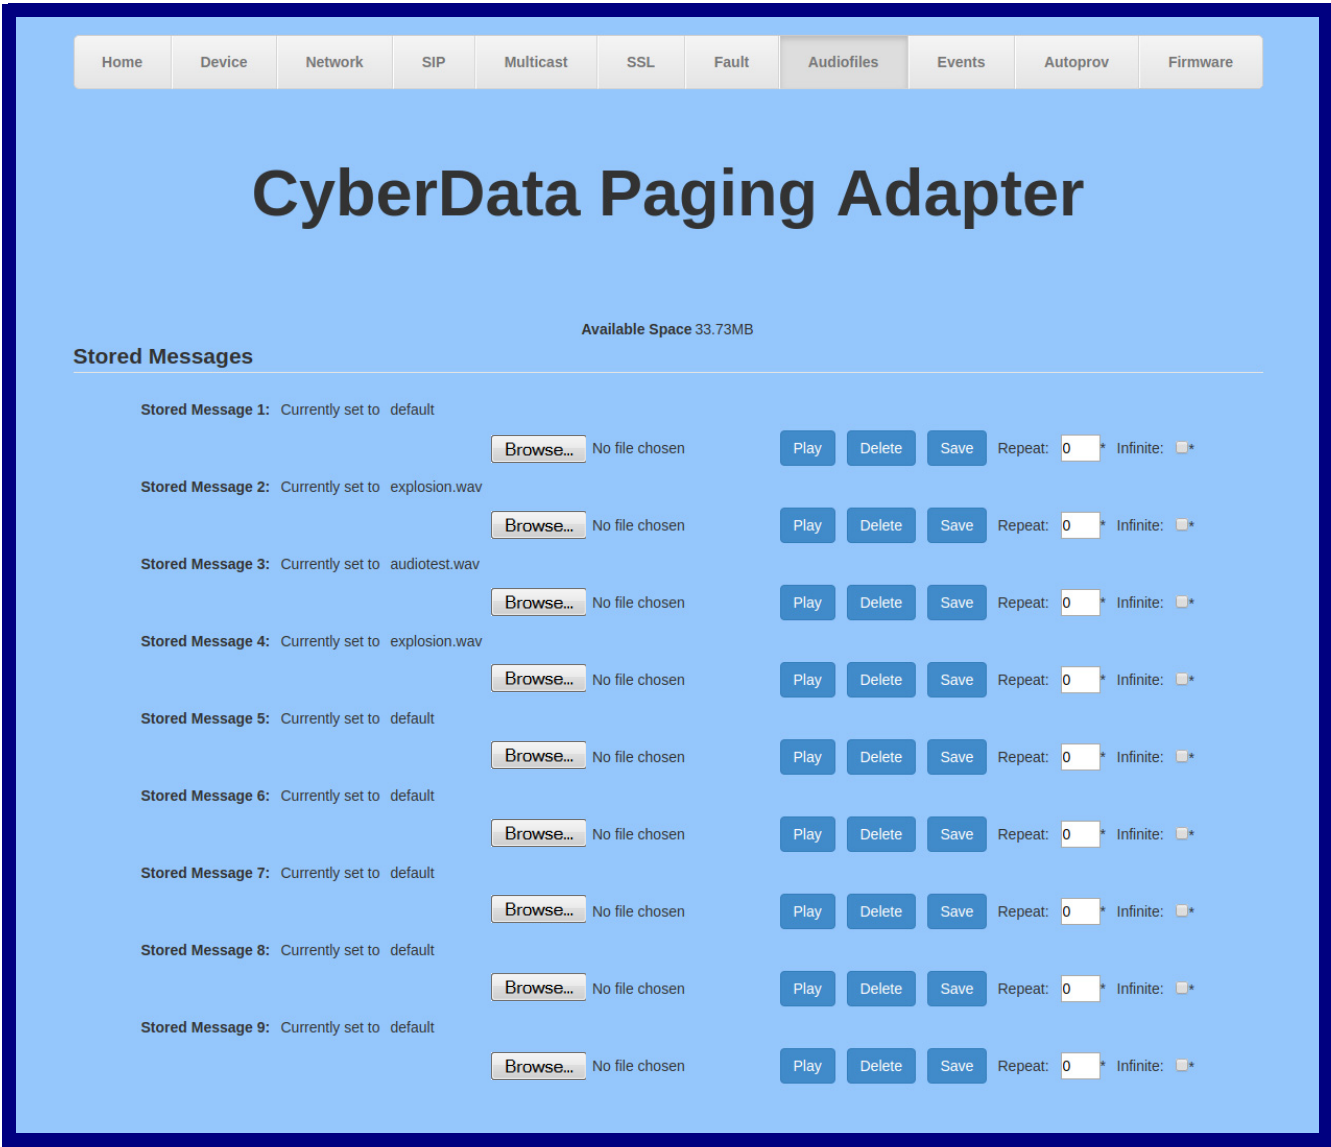 Home Device Network SIP Multicast SSL Fault Audiofiles Events Autoprov Firmware
CyberData Paging Adapter
Available Space 33.73MB
Stored Messages
Stored Message 1: Currently set to default
Browse... No file chosen Play Delete Save Repeat: 0 * Infinite: *
Stored Message 2: Currently set to explosion.wav
Browse... No file chosen Play Delete Save Repeat: 0 * Infinite: *
Stored Message 3: Currently set to audiotest.wav
Browse... No file chosen Play Delete Save Repeat: 0 * Infinite: *
Stored Message 4: Currently set to explosion.wav
Browse... No file chosen Play Delete Save Repeat: 0 * Infinite: *
Stored Message 5: Currently set to default
Browse... No file chosen Play Delete Save Repeat: 0 * Infinite: *
Stored Message 6: Currently set to default
Browse... No file chosen Play Delete Save Repeat: 0 * Infinite: *
Stored Message 7: Currently set to default
Browse... No file chosen Play Delete Save Repeat: 0 * Infinite: *
Stored Message 8: Currently set to default
Browse... No file chosen Play Delete Save Repeat: 0 * Infinite: *
Stored Message 9: Currently set to default
Browse... No file chosen Play Delete Save Repeat: 0 * Infinite: *